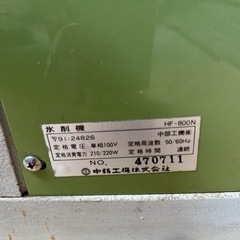 氷削機 HF-800N
〒91-24826 中部工機㈱
定格電圧 単相100V 定格周波数 50/60Hz
定格消費電力 210/220W 定格時間 連続
NO. 470711
中部工機株式会社